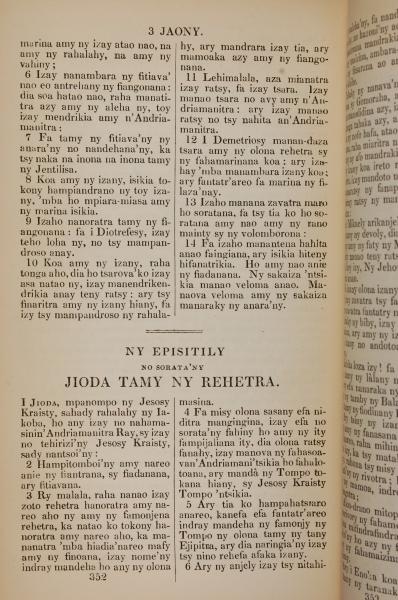 3 JAONY.
marina amy ny izay atao nao, na
amy ny rahalahy, na amy ny
vahiny;
6 Izay nanambara ny fitiava'
nao eo antrehany ny fiangonana:
dia soa hatao nao, raha manati-
tra azy amy ny aleha ny, toy
izay mendrikia amy n'Andria-
manitra:
7 Fa tamy ny fitiava'ny ny
anara'ny no nandehana'ny, ka
tsy naka na inona na inona tamy
ny Jentilisa.
8 Koa amy ny izany, isikia to-
kony hampiandrano ny toy iza-
ny, 'mba ho mpiara-miasa amy
ny marina isikia.
9 Izaho nanoratra tamy ny fi-
angonana: fa i Diotrefesy, izay
teho loha ny, no tsy mampan-
droso anay.
10 Koa amy ny izany, raha
tonga aho, dia ho tsarova'ko izay
asa natao ny, izay manendriken-
drikia anay teny ratsy: ary tsy
finaritra amy ny izany hiany, fa
izy tsy mampandroso ny rahala-
hy, ary mandrara izay tia, ary
mamoaka azy amy ny fiango-
nana.
11 Lehimalala, aza mianatra
izay ratsy, fa izay tsara. Izay
manao tsara no avy amy n'An-
driamanitra: ary izay manao
ratsy no tsy nahita an'Andria-
manitra.
12 I Demetriosy manan-daza
tsara amy ny olona rehetra sy
ny fahamarinana koa: ary iza-
hay 'mba manambara izany koa;
ary fantatr'areo fa marina ny fi-
laza'nay.
13 Izaho manana zavatra maro
ho soratana, fa tsy tia ko ho so-
ratana amy nao amy ny rano
mainty sy ny volomborona:
14 Fa izaho manantena hahita
anao faingiana, ary isikia hiteny
hifanatrikia. Ho amy nao anie
ny fiadanana. Ny sakaiza 'ntsi-
kia manao veloma anao. Ma-
naova veloma amy ny sakaiza
manaraky ny anara'ny.
NY EPISITILY
NO SORATA'NY
JIODA TAMY NY REHETRA.
I JIODA, mpanompo ny Jesosy
Kraisty, sahady rahalahy ny Ia-
koba, ho any izay no nahama-
sinin'Andriamanitra Ray, sy izay
no tehirizi'ny Jesosy Kraisty,
sady nantsoi'ny:
2 Hampitomboi'ny amy nareo
anie ny fiantrana, sy fiadanana,
ary fitiavana.
3 Ry malala, raha nanao izay
zoto rehetra hanoratra amy na-
reo aho ny amy ny famonjena
rehetra, ka natao ko tokony ha-
noratra amy nareo aho, ka ma-
nanatra 'mba hiadia'nareo mafy
amy ny finoana, izay nome'ny
indray mandeha ho any ny olona
masina.
4 Fa misy olona sasany efa ni-
ditra mangingina, izay efa no
sorata'ny fahiny ho amy ny ity
fampijaliana ity, dia olona ratsy
fanahy, izay manova ny fahasoa-
van'Andriamani'tsikia ho fahalo-
toana, ary mandà ny Tompo to-
kana hiany, sy Jesosy Kraisty
Tompo 'ntsikia.
5 Ary tia ko hampahatsiaro
anareo, kanefa efa fantatr'areo
indray mandeha ny famonjy ny
Tompo ny olona tamy ny tany
Ejipitra, ary dia naringia'ny izay
tsy nino rehefa afaka izany.
6 Ary ny anjely izay tsy nitahi-
352